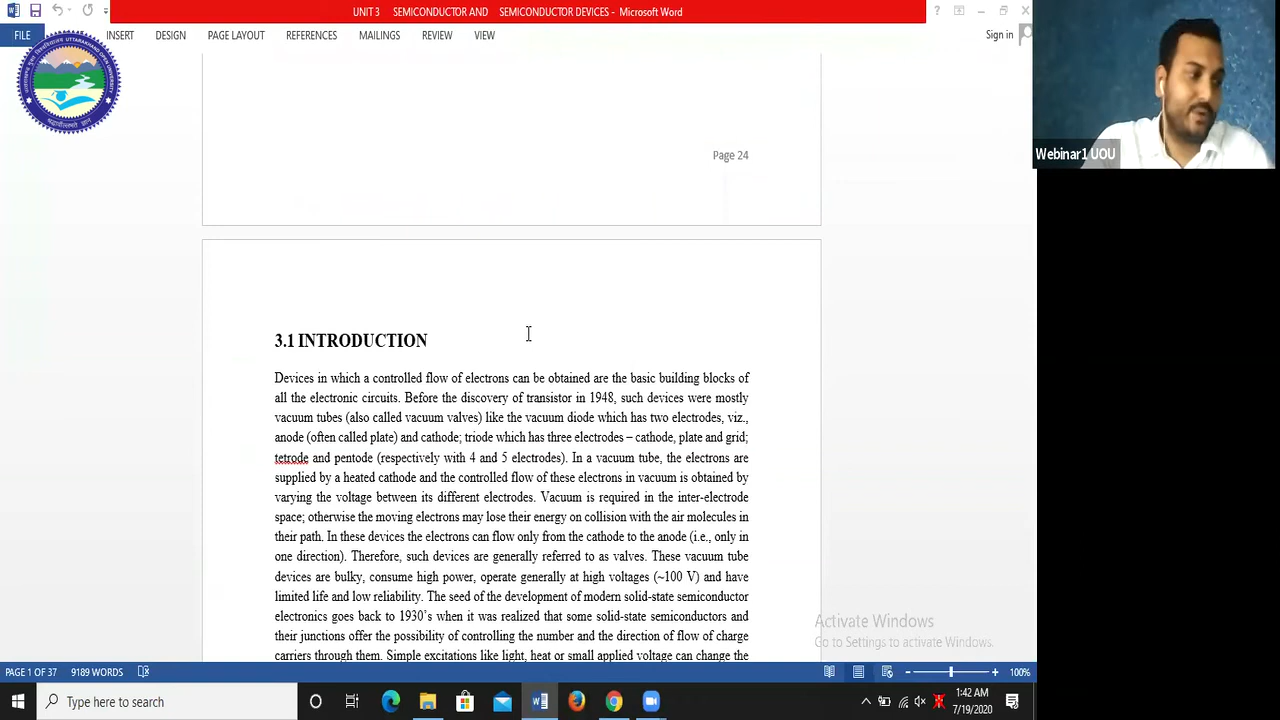 UNIT 3 SEMICONDUCTOR AND SEMICONDUCTOR DEVICES - Microsoft Word
FILE INSERT DESIGN PAGE LAYOUT REFERENCES MAILINGS REVIEW VIEW Sign in
Webinar1 UOU
Page 24
3.1 INTRODUCTION
Devices in which a controlled flow of electrons can be obtained are the basic building blocks of
all the electronic circuits. Before the discovery of transistor in 1948, such devices were mostly
vacuum tubes (also called vacuum valves) like the vacuum diode which has two electrodes, viz.,
anode (often called plate) and cathode; triode which has three electrodes – cathode, plate and grid;
tetrode and pentode (respectively with 4 and 5 electrodes). In a vacuum tube, the electrons are
supplied by a heated cathode and the controlled flow of these electrons in vacuum is obtained by
varying the voltage between its different electrodes. Vacuum is required in the inter-electrode
space; otherwise the moving electrons may lose their energy on collision with the air molecules in
their path. In these devices the electrons can flow only from the cathode to the anode (i.e., only in
one direction). Therefore, such devices are generally referred to as valves. These vacuum tube
devices are bulky, consume high power, operate generally at high voltages (~100 V) and have
limited life and low reliability. The seed of the development of modern solid-state semiconductor
electronics goes back to 1930’s when it was realized that some solid-state semiconductors and
their junctions offer the possibility of controlling the number and the direction of flow of charge
carriers through them. Simple excitations like light, heat or small applied voltage can change the
Activate Windows
Go to Settings to activate Windows.
PAGE 1 OF 37 9189 WORDS 100%
Type here to search
1:42 AM
7/19/2020